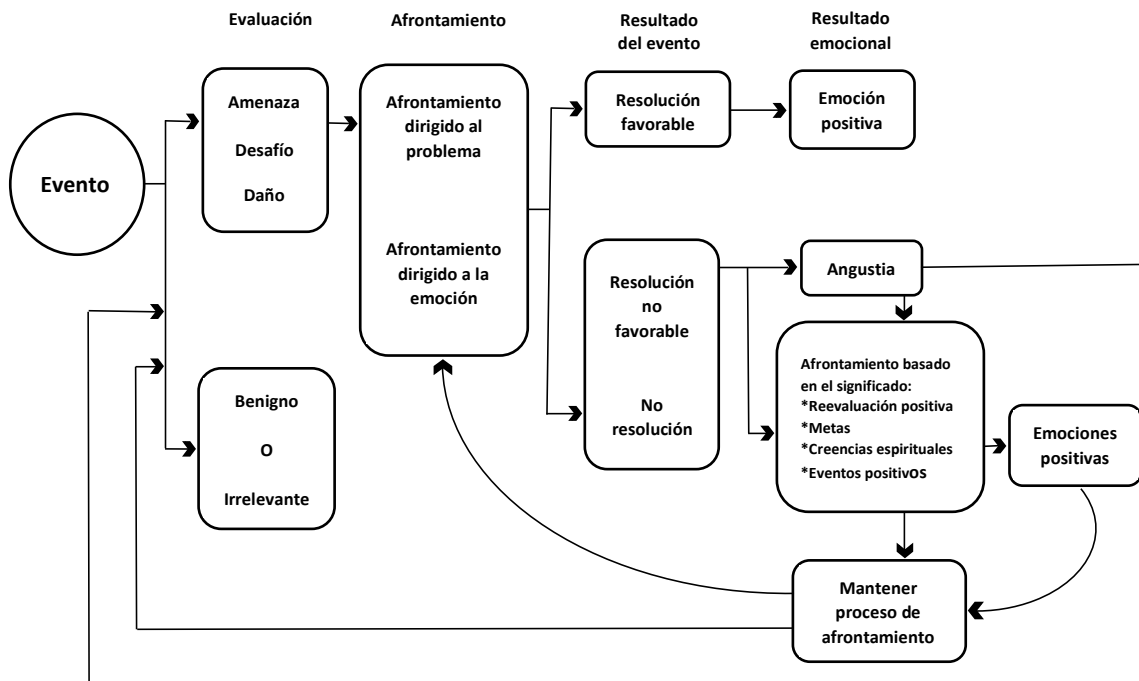 Evaluación
Afrontamiento
Resultado
del evento
Resultado
emocional
Evento
Amenaza
Desafío
Daño
Benigno
O
Irrelevante
Afrontamiento
dirigido al
problema
Afrontamiento
dirigido a la
emoción
Resolución
favorable
Emoción
positiva
Resolución
no
favorable
No
resolución
Angustia
Afrontamiento basado
en el significado:
*Reevaluación positiva
*Metas
*Creencias espirituales
*Eventos positivos
Emociones
positivas
Mantener
proceso de
afrontamiento